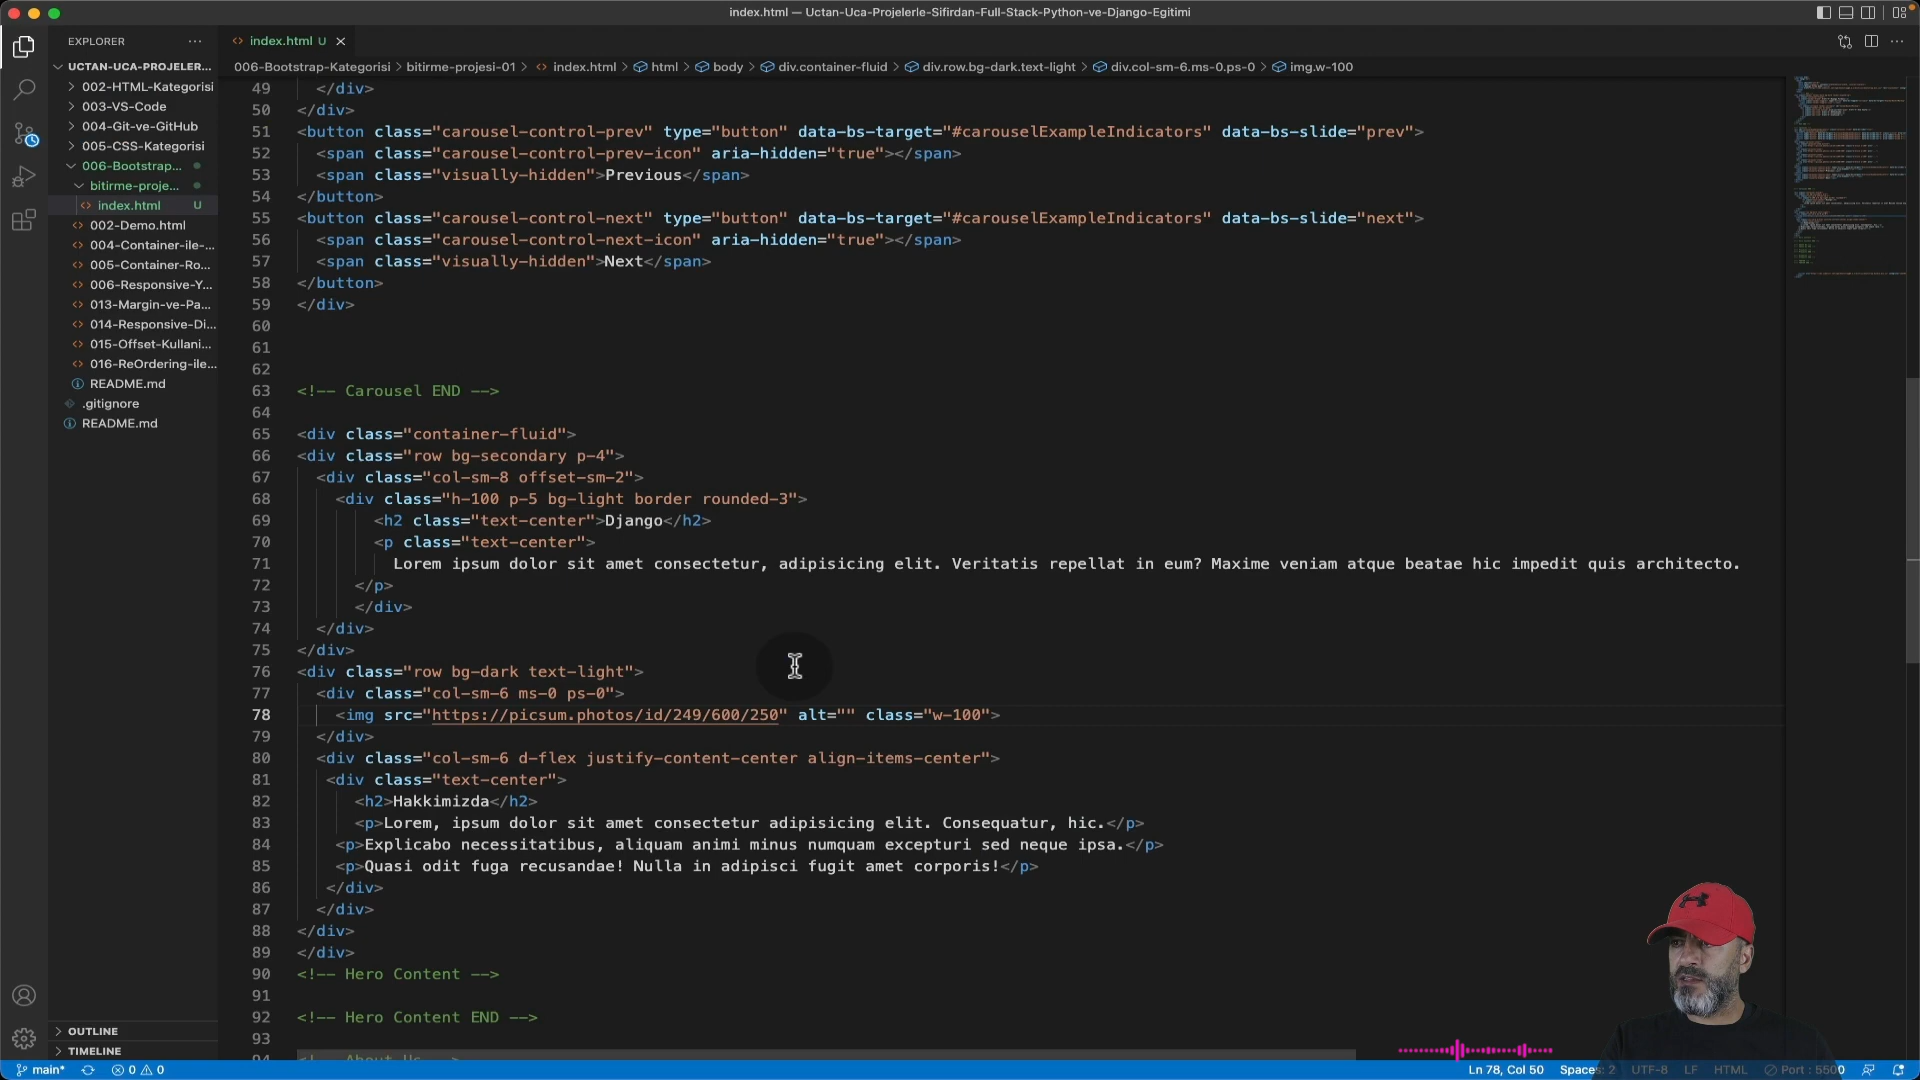 index.html — Uctan-Uca-Projelerle-Sifirdan-Full-Stack-Python-ve-Django-Egitimi
EXPLORER
UCTAN-UCA-PROJELER...
002-HTML-Kategorisi
003-VS-Code
004-Git-ve-GitHub
005-CSS-Kategorisi
006-Bootstrap...
bitirme-proje...
index.html U
002-Demo.html
004-Container-ile-...
005-Container-Ro...
006-Responsive-Y...
013-Margin-ve-Pa...
014-Responsive-Di...
015-Offset-Kullani...
016-ReOrdering-ile...
README.md
.gitignore
README.md
OUTLINE
TIMELINE
index.html U
006-Bootstrap-Kategorisi > bitirme-projesi-01 > index.html > html > body > div.container-fluid > div.row.bg-dark.text-light > div.col-sm-6.ms-0.ps-0 > img.w-100
49 </div>
50 </div>
51 <button class="carousel-control-prev" type="button" data-bs-target="#carouselExampleIndicators" data-bs-slide="prev">
52 <span class="carousel-control-prev-icon" aria-hidden="true"></span>
53 <span class="visually-hidden">Previous</span>
54 </button>
55 <button class="carousel-control-next" type="button" data-bs-target="#carouselExampleIndicators" data-bs-slide="next">
56 <span class="carousel-control-next-icon" aria-hidden="true"></span>
57 <span class="visually-hidden">Next</span>
58 </button>
59 </div>
60
61
62
63 <!-- Carousel END -->
64
65 <div class="container-fluid">
66 <div class="row bg-secondary p-4">
67 <div class="col-sm-8 offset-sm-2">
68 <div class="h-100 p-5 bg-light border rounded-3">
69 <h2 class="text-center">Django</h2>
70 <p class="text-center">
71 Lorem ipsum dolor sit amet consectetur, adipisicing elit. Veritatis repellat in eum? Maxime veniam atque beatae hic impedit quis architecto.
72 </p>
73 </div>
74 </div>
75 </div>
76 <div class="row bg-dark text-light">
77 <div class="col-sm-6 ms-0 ps-0">
78 <img src="https://picsum.photos/id/249/600/250" alt="" class="w-100">
79 </div>
80 <div class="col-sm-6 d-flex justify-content-center align-items-center">
81 <div class="text-center">
82 <h2>Hakkimizda</h2>
83 <p>Lorem, ipsum dolor sit amet consectetur adipisicing elit. Consequatur, hic.</p>
84 <p>Explicabo necessitatibus, aliquam animi minus numquam excepturi sed neque ipsa.</p>
85 <p>Quasi odit fuga recusandae! Nulla in adipisci fugit amet corporis!</p>
86 </div>
87 </div>
88 </div>
89 </div>
90 <!-- Hero Content -->
91
92 <!-- Hero Content END -->
93
94 <!-- About Us -->
main* 0 0
Ln 78, Col 50 Spaces: 2 UTF-8 LF HTML Port : 5500